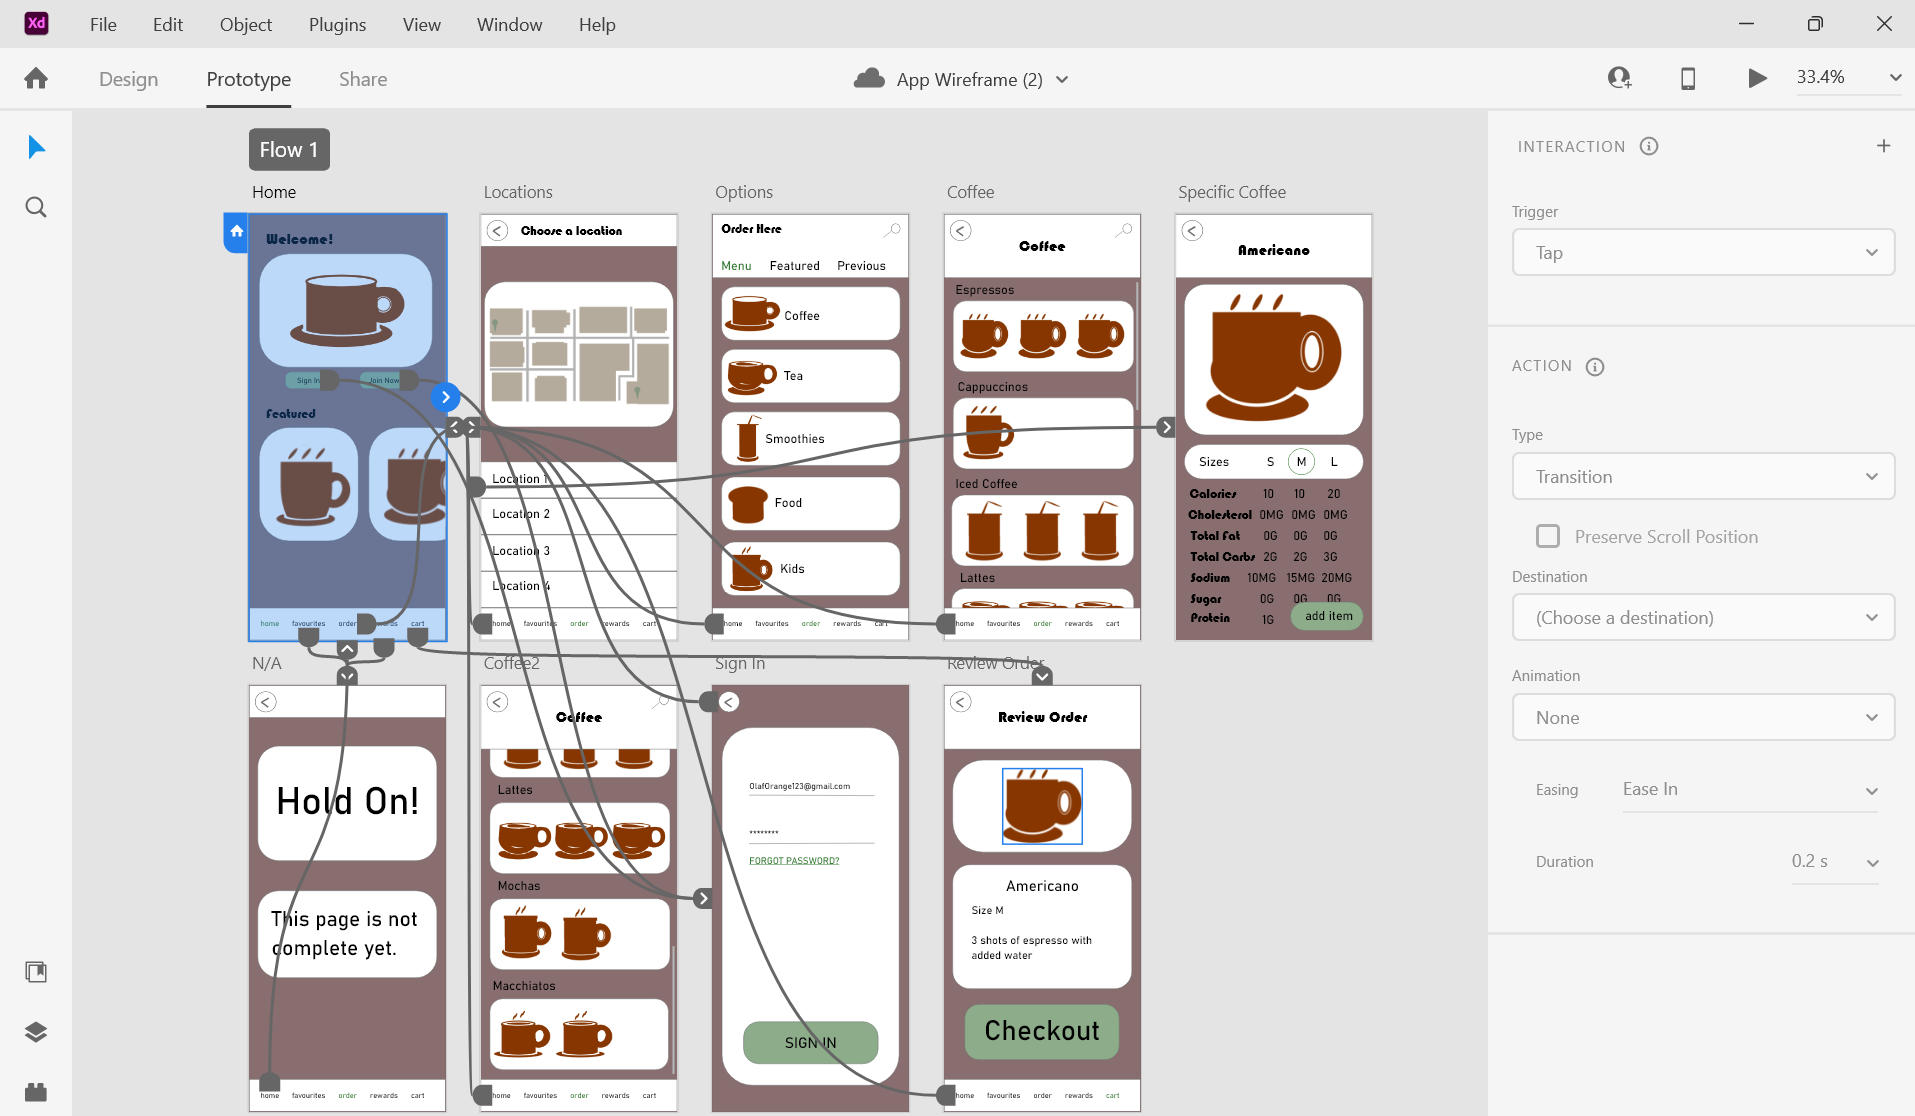 Xd File Edit Object Plugins View Window Help
Design Prototype Share App Wireframe (2) 33.4%
Flow 1
Home Locations Options Coffee Specific Coffee
Welcome!
Sign In Join Now
Featured
home favourites order cart
Choose a location
Location 1
Location 2
Location 3
Location 4
home favourites order rewards cart
Order Here
Menu Featured Previous
Coffee
Tea
Smoothies
Food
Kids
home favourites order rewards cart
Coffee
Espressos
Cappuccinos
Iced Coffee
Lattes
home favourites order rewards cart
Americano
Sizes S M L
Calories 10 10 20
Cholesterol 0MG 0MG 0MG
Total Fat 0G 0G 0G
Total Carbs 2G 2G 3G
Sodium 10MG 15MG 20MG
Sugar 0G 0G 0G
Protein 1G
add item
N/A Coffee2 Sign In Review Order
Hold On!
This page is not
complete yet.
home favourites order rewards cart
Coffee
Lattes
Mochas
Macchiatos
home favourites order rewards cart
OlafOrange123@gmail.com
********
FORGOT PASSWORD?
SIGN IN
Review Order
Americano
Size M
3 shots of espresso with
added water
Checkout
home favourites order rewards cart
INTERACTION
Trigger
Tap
ACTION
Type
Transition
Preserve Scroll Position
Destination
(Choose a destination)
Animation
None
Easing Ease In
Duration 0.2 s